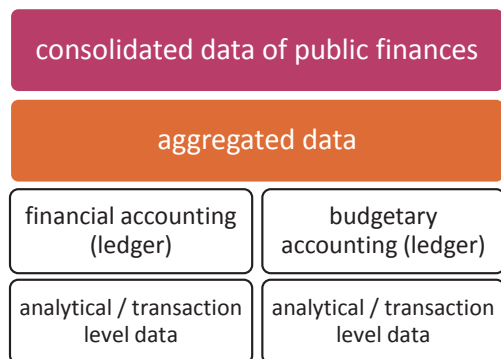 consolidated data of public finances
aggregated data
financial accounting
(ledger)
budgetary
accounting (ledger)
analytical / transaction
level data
analytical / transaction
level data